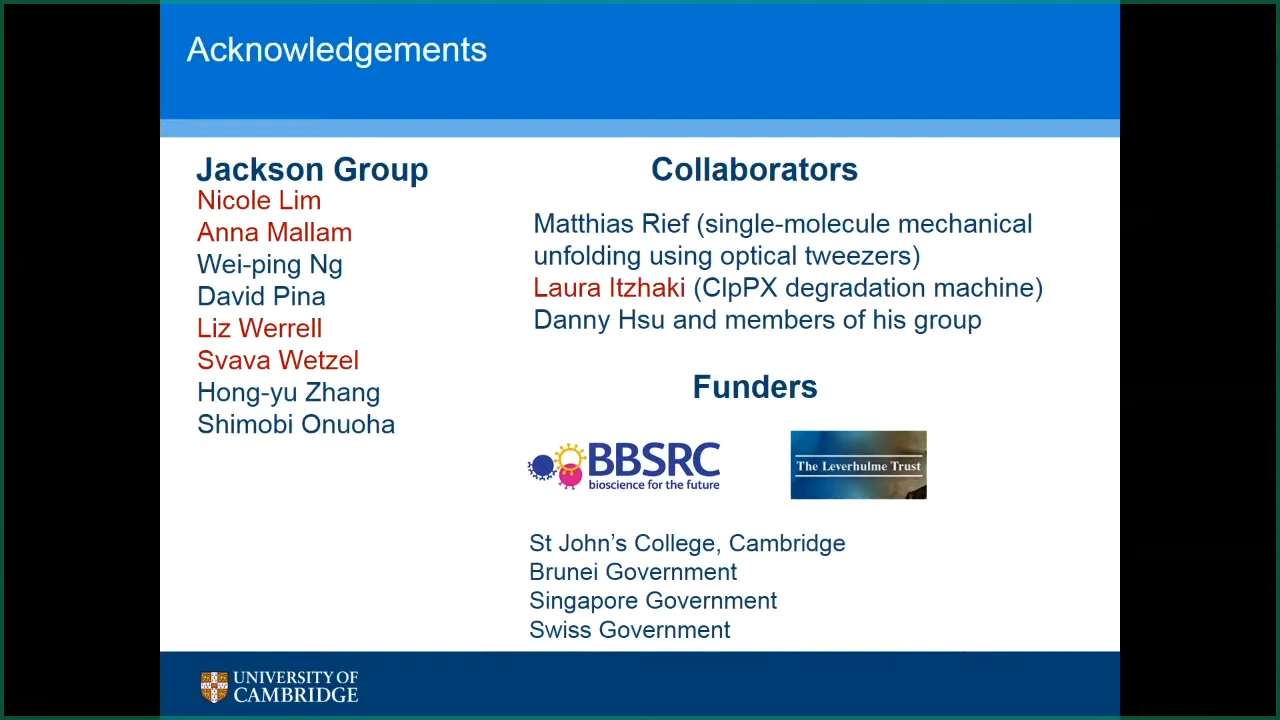 Acknowledgements
Jackson Group
Nicole Lim
Anna Mallam
Wei-ping Ng
David Pina
Liz Werrell
Svava Wetzel
Hong-yu Zhang
Shimobi Onuoha
Collaborators
Matthias Rief (single-molecule mechanical
unfolding using optical tweezers)
Laura Itzhaki (ClpPX degradation machine)
Danny Hsu and members of his group
Funders
BBSRC
bioscience for the future
The Leverhulme Trust
St John’s College, Cambridge
Brunei Government
Singapore Government
Swiss Government
UNIVERSITY OF
CAMBRIDGE